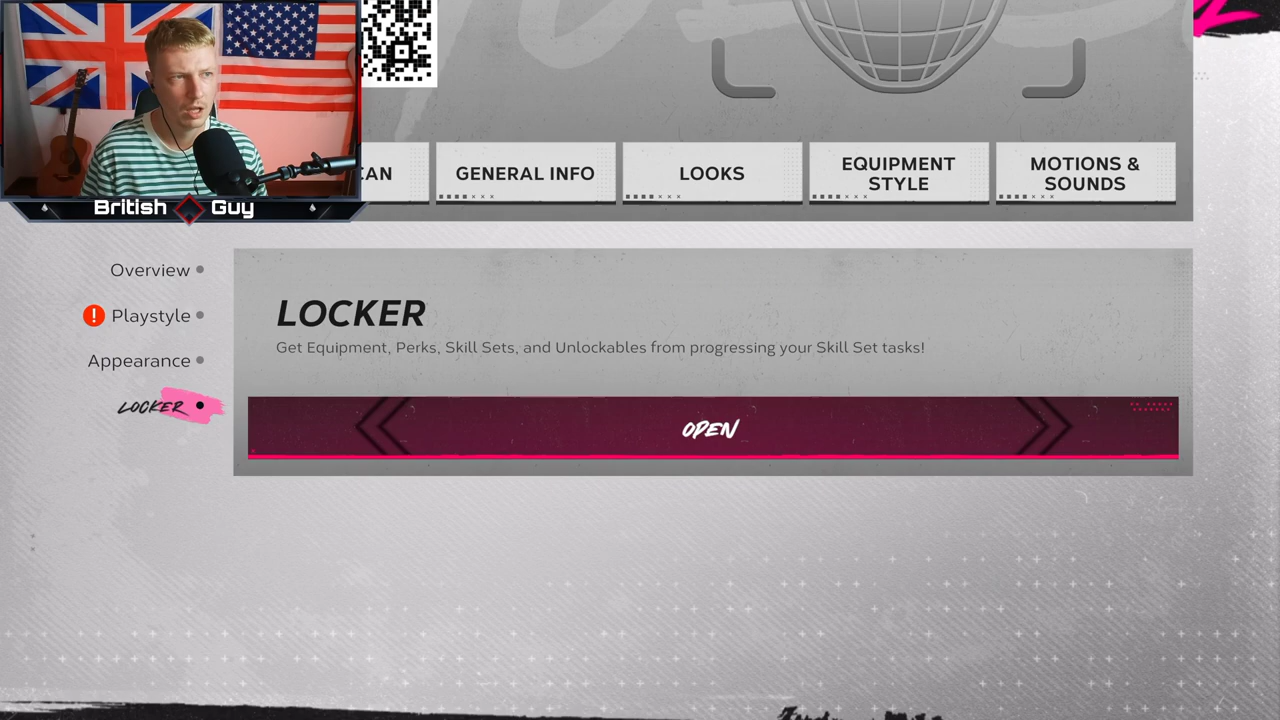 CAN
GENERAL INFO
LOOKS
EQUIPMENT
STYLE
MOTIONS &
SOUNDS
British Guy
Overview
! Playstyle
Appearance
LOCKER
LOCKER
Get Equipment, Perks, Skill Sets, and Unlockables from progressing your Skill Set tasks!
OPEN